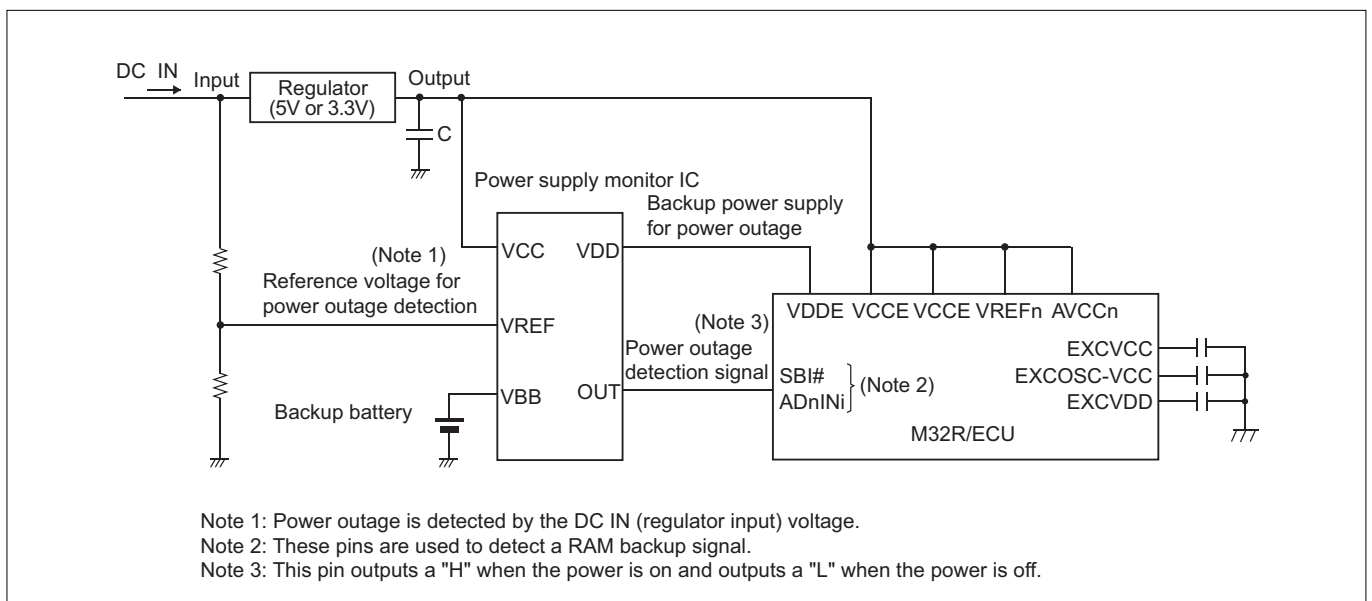 DC IN
Input
Regulator
(5V or 3.3V)
Output
C
Power supply monitor IC
Backup power supply
for power outage
(Note 1)
Reference voltage for
power outage detection
VCC
VDD
VREF
VBB
OUT
Backup battery
(Note 3)
Power outage
detection signal
VDDE VCCE VCCE VREFn AVCCn
SBI#
ADnINi
(Note 2)
EXCVCC
EXCOSC-VCC
EXCVDD
M32R/ECU
Note 1: Power outage is detected by the DC IN (regulator input) voltage.
Note 2: These pins are used to detect a RAM backup signal.
Note 3: This pin outputs a "H" when the power is on and outputs a "L" when the power is off.